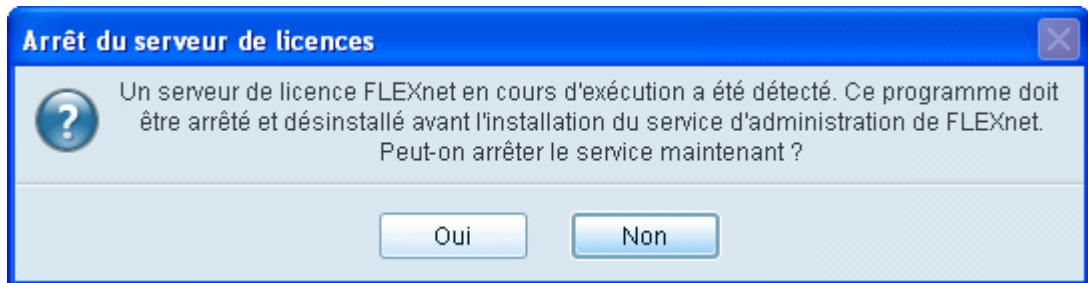 Arrêt du serveur de licences
Un serveur de licence FLEXnet en cours d'exécution a été détecté. Ce programme doit
être arrêté et désinstallé avant l'installation du service d'administration de FLEXnet.
Peut-on arrêter le service maintenant ?
Oui
Non